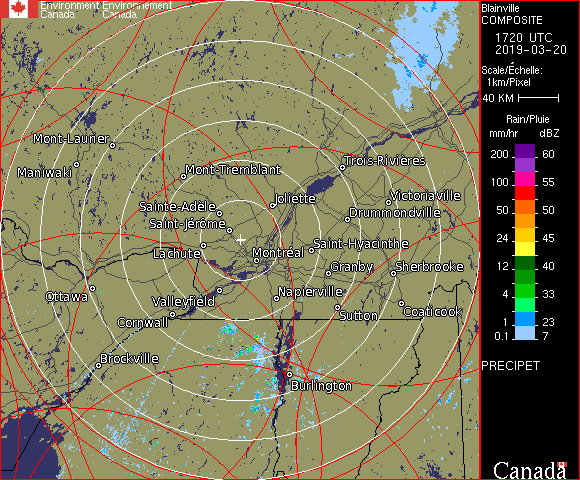 Environment Environnement
Canada Canada
Blainville
COMPOSITE
1720 UTC
2019-03-20
Scale/Échelle:
1km/Pixel
40 KM
Rain/Pluie
mm/hr dBZ
200 60
100 55
50 50
24 45
12 40
4 33
1 23
0.1 7
PRECIPET
Mont-Laurier
Maniwaki
Mont-Tremblant
Trois-Rivières
Joliette
Victoriaville
Sainte-Adèle
Drummondville
Saint-Jérôme
Lachute
Montréal
Saint-Hyacinthe
Granby
Sherbrooke
Ottawa
Valleyfield
Napierville
Cornwall
Sutton
Coaticook
Brockville
Burlington
Canada